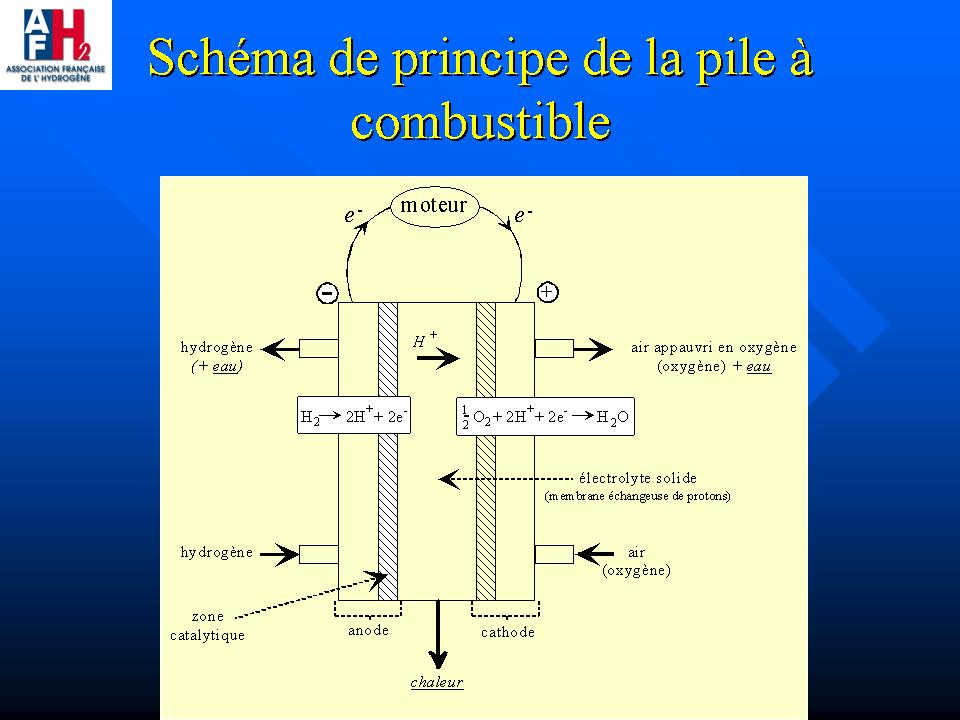 AFH2
ASSOCIATION FRANÇAISE
DE L'HYDROGÈNE
Schéma de principe de la pile à
combustible
moteur
e-
e-
-
+
hydrogène
(+ eau)
H+
air appauvri en oxygène
(oxygène) + eau
H2 → 2H+ + 2e-
1/2 O2 + 2H+ + 2e- → H2O
électrolyte solide
(membrane échangeuse de protons)
hydrogène
air
(oxygène)
zone
catalytique
anode
cathode
chaleur